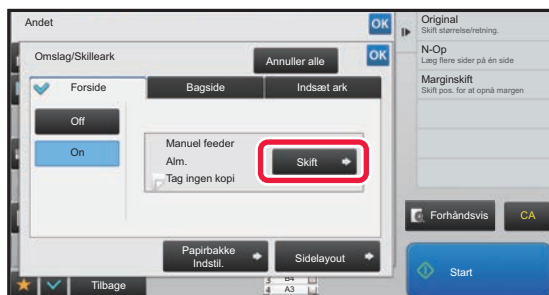 Andet
OK
Omslag/Skilleark
Annuller alle
OK
Forside
Bagside
Indsæt ark
Off
On
Manuel feeder
Alm.
Tag ingen kopi
Skift
Papirbakke
Indstil.
Sidelayout
Tilbage
4 A3
Original
Skift størrelse/retning.
N-Op
Læg flere sider på én side
Marginskift
Skift pos. for at opnå margen
Forhåndsvis
CA
Start